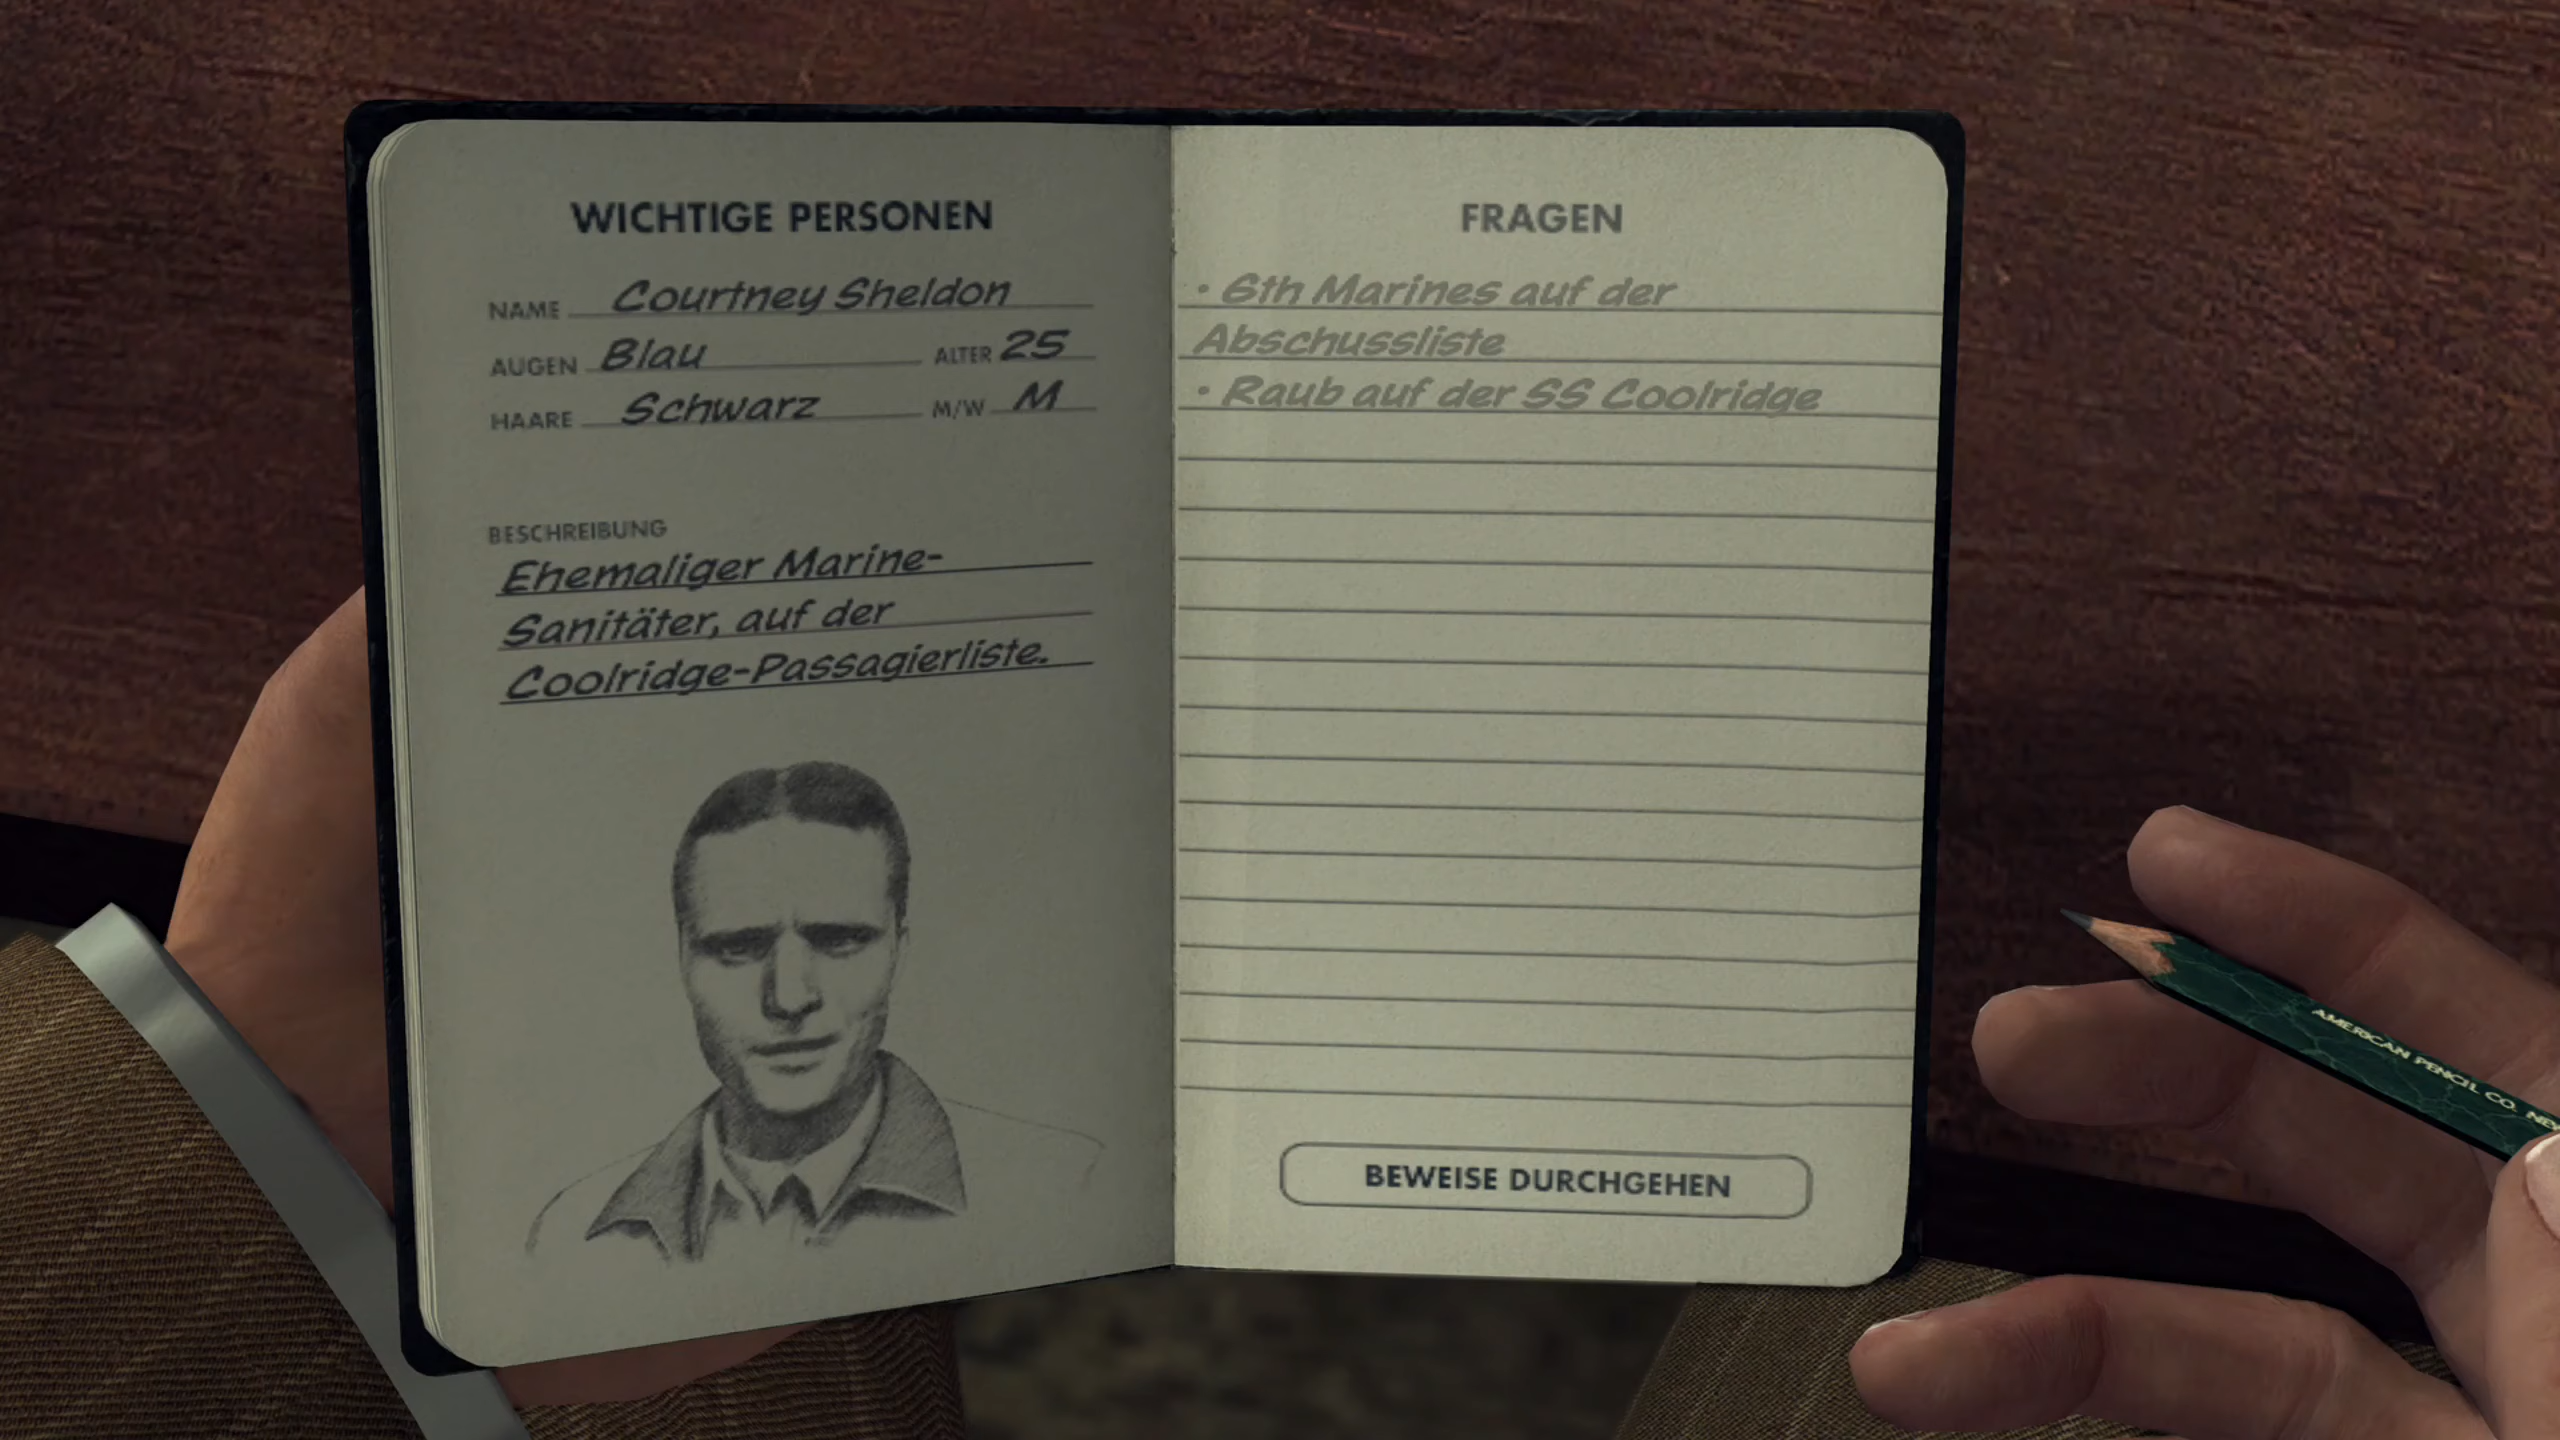 WICHTIGE PERSONEN
NAME Courtney Sheldon
AUGEN Blau ALTER 25
HAARE Schwarz M/W M
BESCHREIBUNG
Ehemaliger Marine-
Sanitäter, auf der
Coolridge-Passagierliste.
FRAGEN
• 6th Marines auf der
Abschussliste
• Raub auf der SS Coolridge
BEWEISE DURCHGEHEN
AMERICAN PENCIL CO. NEW